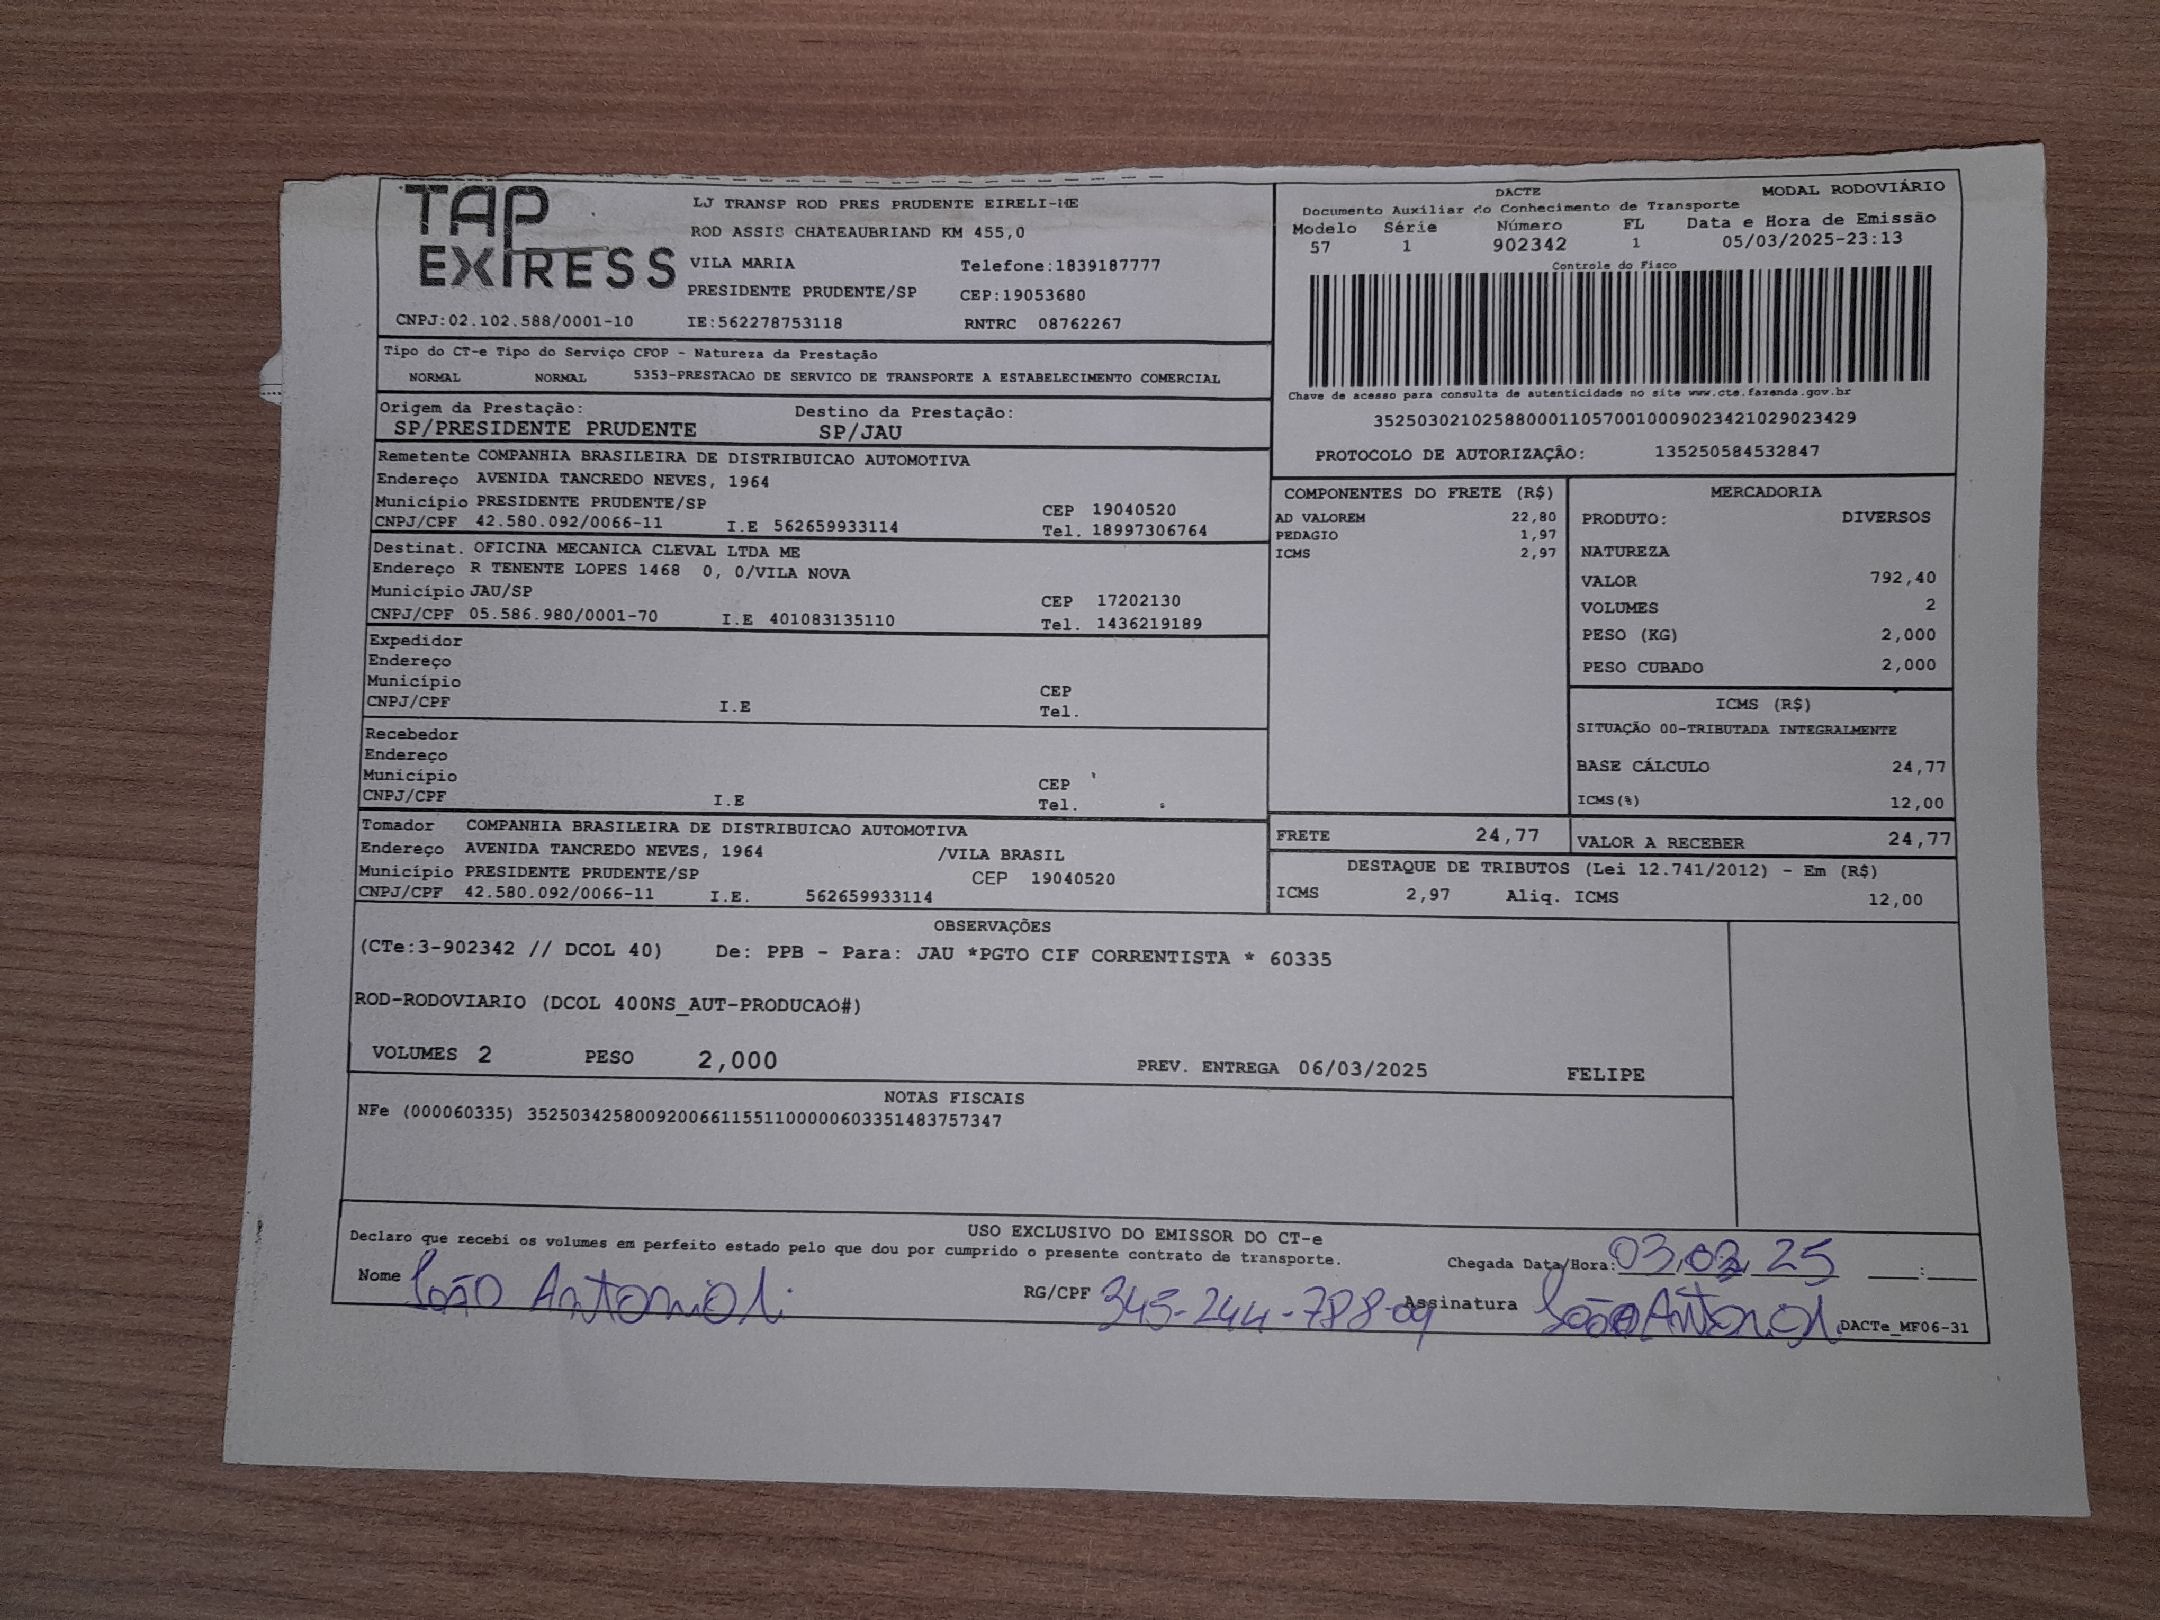 TAP
EXPRESS
LJ TRANSP ROD PRES PRUDENTE EIRELI-ME
ROD ASSIS CHATEAUBRIAND KM 455,0
VILA MARIA Telefone:1839187777
PRESIDENTE PRUDENTE/SP CEP:19053680
CNPJ:02.102.588/0001-10 IE:562278753118 RNTRC 08762267
DACTE MODAL RODOVIÁRIO
Documento Auxiliar do Conhecimento de Transporte
Modelo Série Número FL Data e Hora de Emissão
57 1 902342 1 05/03/2025-23:13
Controle do Fisco
Chave de acesso para consulta de autenticidade no site www.cte.fazenda.gov.br
35250302102588000110570010009023421029023429
PROTOCOLO DE AUTORIZAÇÃO: 135250584532847
Tipo do CT-e Tipo do Serviço CFOP - Natureza da Prestação
NORMAL NORMAL 5353-PRESTACAO DE SERVICO DE TRANSPORTE A ESTABELECIMENTO COMERCIAL
Origem da Prestação: Destino da Prestação:
SP/PRESIDENTE PRUDENTE SP/JAU
Remetente COMPANHIA BRASILEIRA DE DISTRIBUICAO AUTOMOTIVA
Endereço AVENIDA TANCREDO NEVES, 1964
Município PRESIDENTE PRUDENTE/SP CEP 19040520
CNPJ/CPF 42.580.092/0066-11 I.E 562659933114 Tel. 18997306764
Destinat. OFICINA MECANICA CLEVAL LTDA ME
Endereço R TENENTE LOPES 1468 0, 0/VILA NOVA
Município JAU/SP CEP 17202130
CNPJ/CPF 05.586.980/0001-70 I.E 401083135110 Tel. 1436219189
Expedidor
Endereço
Município CEP
CNPJ/CPF I.E Tel.
Recebedor
Endereço
Município CEP
CNPJ/CPF I.E Tel.
Tomador COMPANHIA BRASILEIRA DE DISTRIBUICAO AUTOMOTIVA
Endereço AVENIDA TANCREDO NEVES, 1964 /VILA BRASIL
Município PRESIDENTE PRUDENTE/SP CEP 19040520
CNPJ/CPF 42.580.092/0066-11 I.E. 562659933114
COMPONENTES DO FRETE (R$)
AD VALOREM 22,80
PEDAGIO 1,97
ICMS 2,97
MERCADORIA
PRODUTO: DIVERSOS
NATUREZA
VALOR 792,40
VOLUMES 2
PESO (KG) 2,000
PESO CUBADO 2,000
ICMS (R$)
SITUAÇÃO 00-TRIBUTADA INTEGRALMENTE
BASE CÁLCULO 24,77
ICMS(%) 12,00
FRETE 24,77 VALOR A RECEBER 24,77
DESTAQUE DE TRIBUTOS (Lei 12.741/2012) - Em (R$)
ICMS 2,97 Aliq. ICMS 12,00
OBSERVAÇÕES
(CTe:3-902342 // DCOL 40) De: PPB - Para: JAU *PGTO CIF CORRENTISTA * 60335
ROD-RODOVIARIO (DCOL 400NS_AUT-PRODUCAO#)
VOLUMES 2 PESO 2,000 PREV. ENTREGA 06/03/2025 FELIPE
NOTAS FISCAIS
NFe (000060335) 35250342580092006611551100000603351483757347
USO EXCLUSIVO DO EMISSOR DO CT-e
Declaro que recebi os volumes em perfeito estado pelo que dou por cumprido o presente contrato de transporte.
Chegada Data/Hora: 03,03,25 __:__
Nome João Antonioli RG/CPF 345-244-788-09 Assinatura João Antonioli DACTe_MF06-31